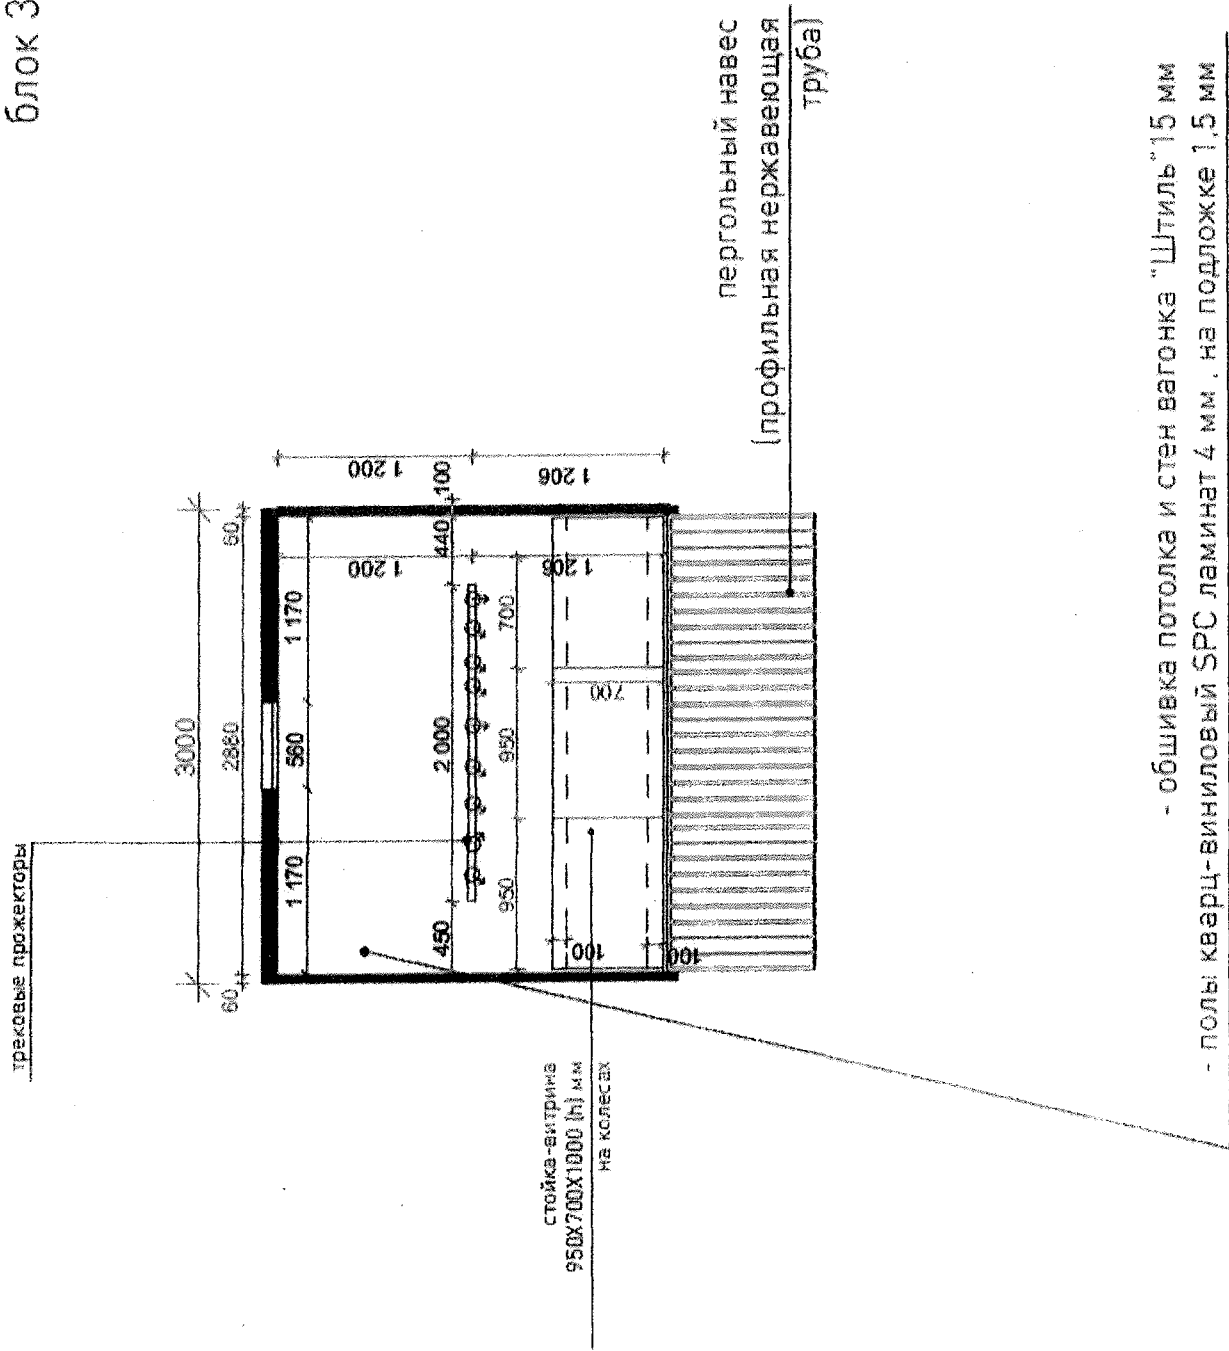 блок 3
трековые прожекторы
3000
60
2880
60
1 170
560
1 170
1 200
1 206
1 200
1 206
450
2 000
440
100
950
950
700
700
100
100
стойка-витрина
950X700X1000 (h) мм
на колесах
пергольный навес
(профильная нержавеющая
труба)
- обшивка потолка и стен вагонка "Штиль"15 мм
- полы кварц-виниловый SPC ламинат 4 мм , на подложке 1,5 мм